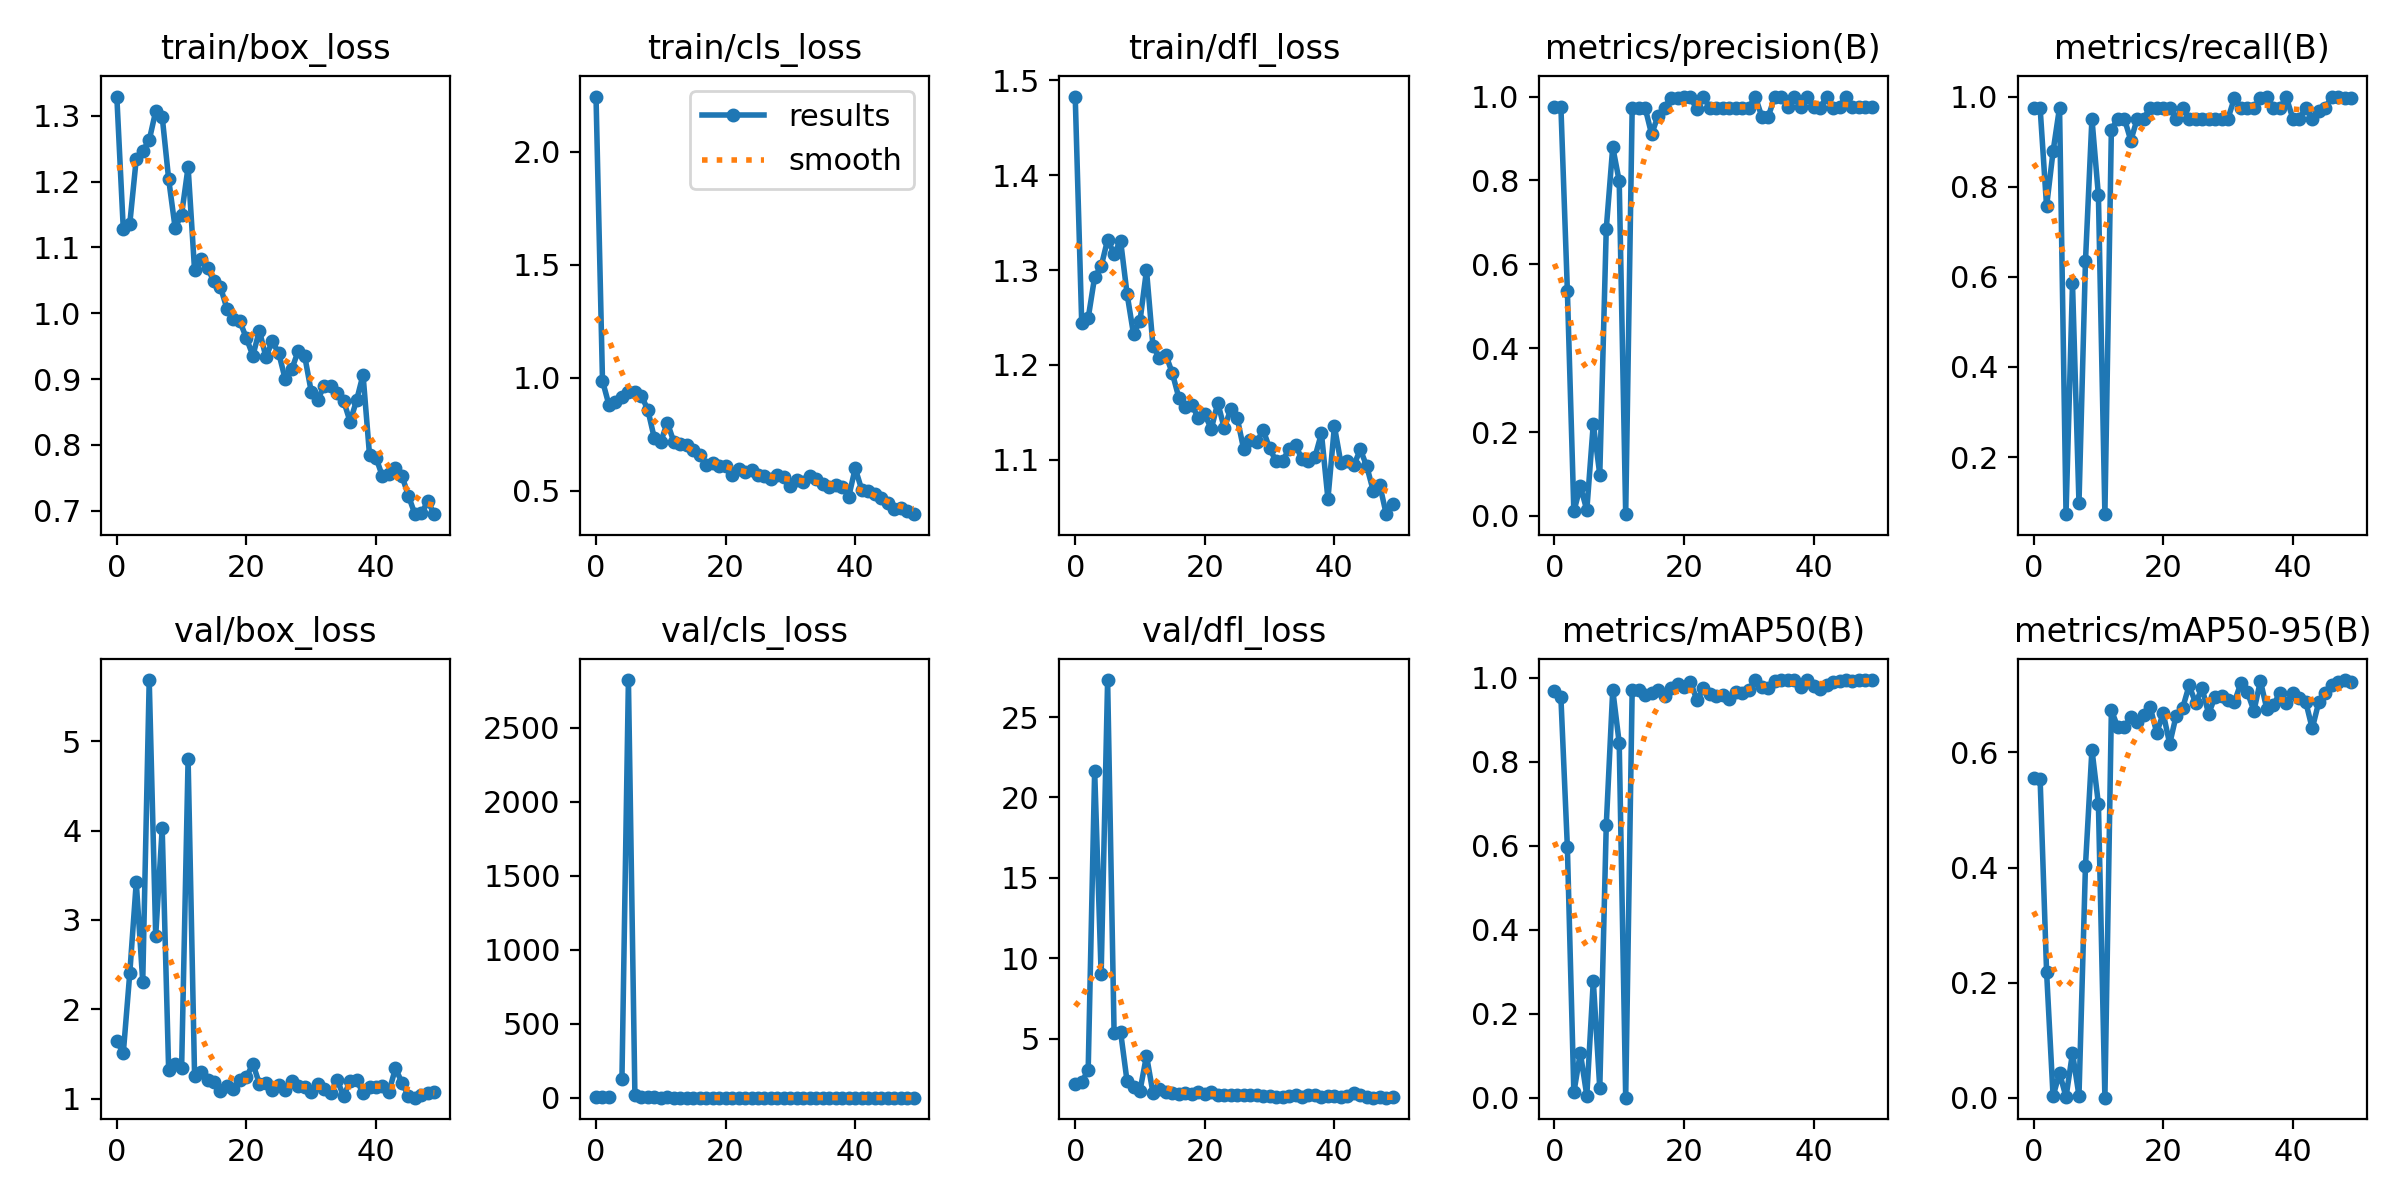 train/box_loss
1.3
1.2
1.1
1.0
0.9
0.8
0.7
0 20 40
train/cls_loss
results
smooth
2.0
1.5
1.0
0.5
0 20 40
train/dfl_loss
1.5
1.4
1.3
1.2
1.1
0 20 40
metrics/precision(B)
1.0
0.8
0.6
0.4
0.2
0.0
0 20 40
metrics/recall(B)
1.0
0.8
0.6
0.4
0.2
0 20 40
val/box_loss
5
4
3
2
1
0 20 40
val/cls_loss
2500
2000
1500
1000
500
0
0 20 40
val/dfl_loss
25
20
15
10
5
0 20 40
metrics/mAP50(B)
1.0
0.8
0.6
0.4
0.2
0.0
0 20 40
metrics/mAP50-95(B)
0.6
0.4
0.2
0.0
0 20 40